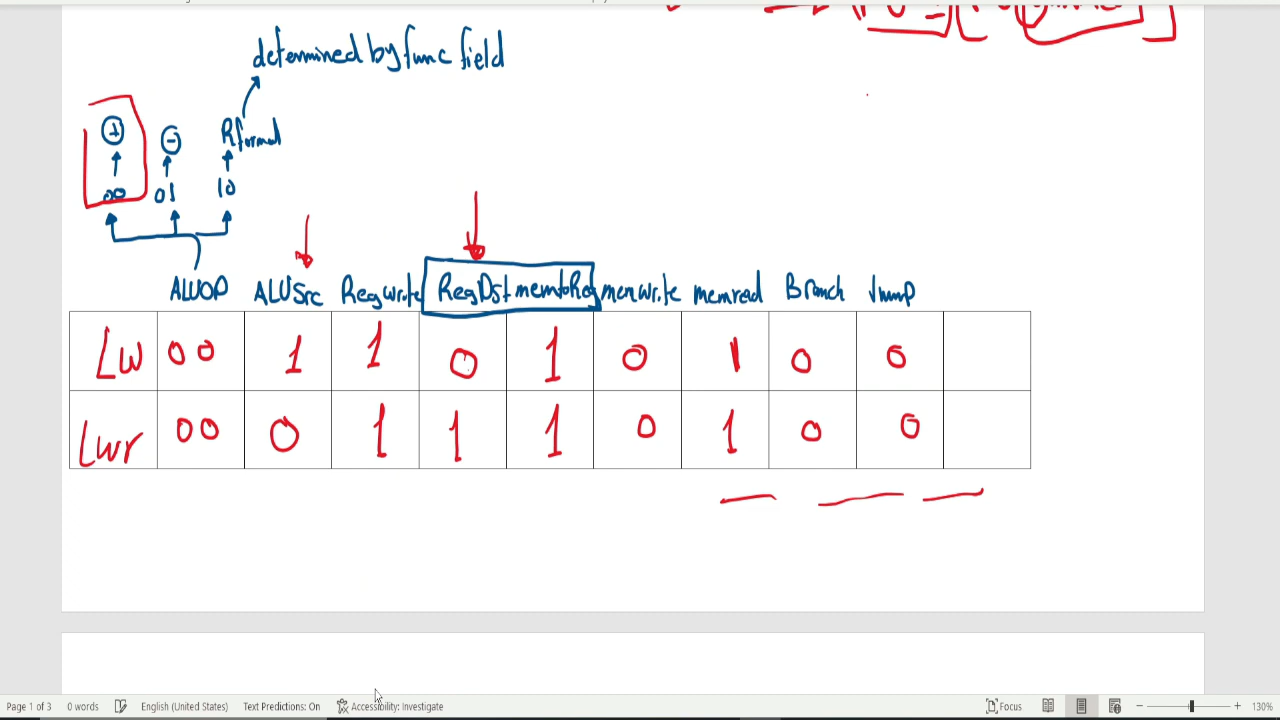 determined by func field
+ - Rformal
00 01 10
ALUOP ALUSrc RegWrite RegDst memtoReg memWrite memread Branch Jump
Lw 00 1 1 0 1 0 1 0 0
Lwr 00 0 1 1 1 0 1 0 0
Page 1 of 3 0 words English (United States) Text Predictions: On Accessibility: Investigate Focus 130%